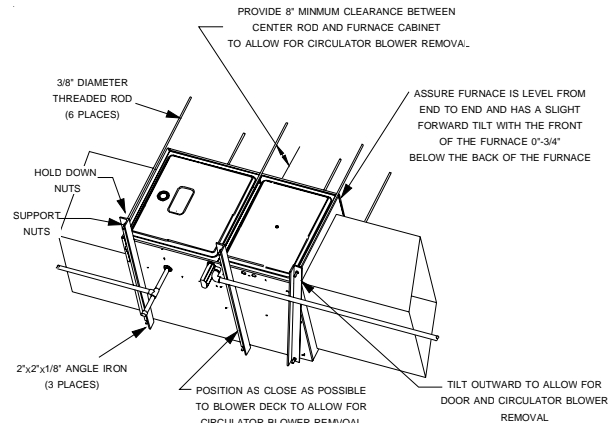 PROVIDE 8" MINMUM CLEARANCE BETWEEN
CENTER ROD AND FURNACE CABINET
TO ALLOW FOR CIRCULATOR BLOWER REMOVAL.
3/8" DIAMETER
THREADED ROD
(6 PLACES)
ASSURE FURNACE IS LEVEL FROM
END TO END AND HAS A SLIGHT
FORWARD TILT WITH THE FRONT
OF THE FURNACE 0"-3/4"
BELOW THE BACK OF THE FURNACE
HOLD DOWN
NUTS
SUPPORT
NUTS
2"x2"x1/8" ANGLE IRON
(3 PLACES)
POSITION AS CLOSE AS POSSIBLE
TO BLOWER DECK TO ALLOW FOR
CIRCULATOR BLOWER REMVOAL
TILT OUTWARD TO ALLOW FOR
DOOR AND CIRCULATOR BLOWER
REMOVAL